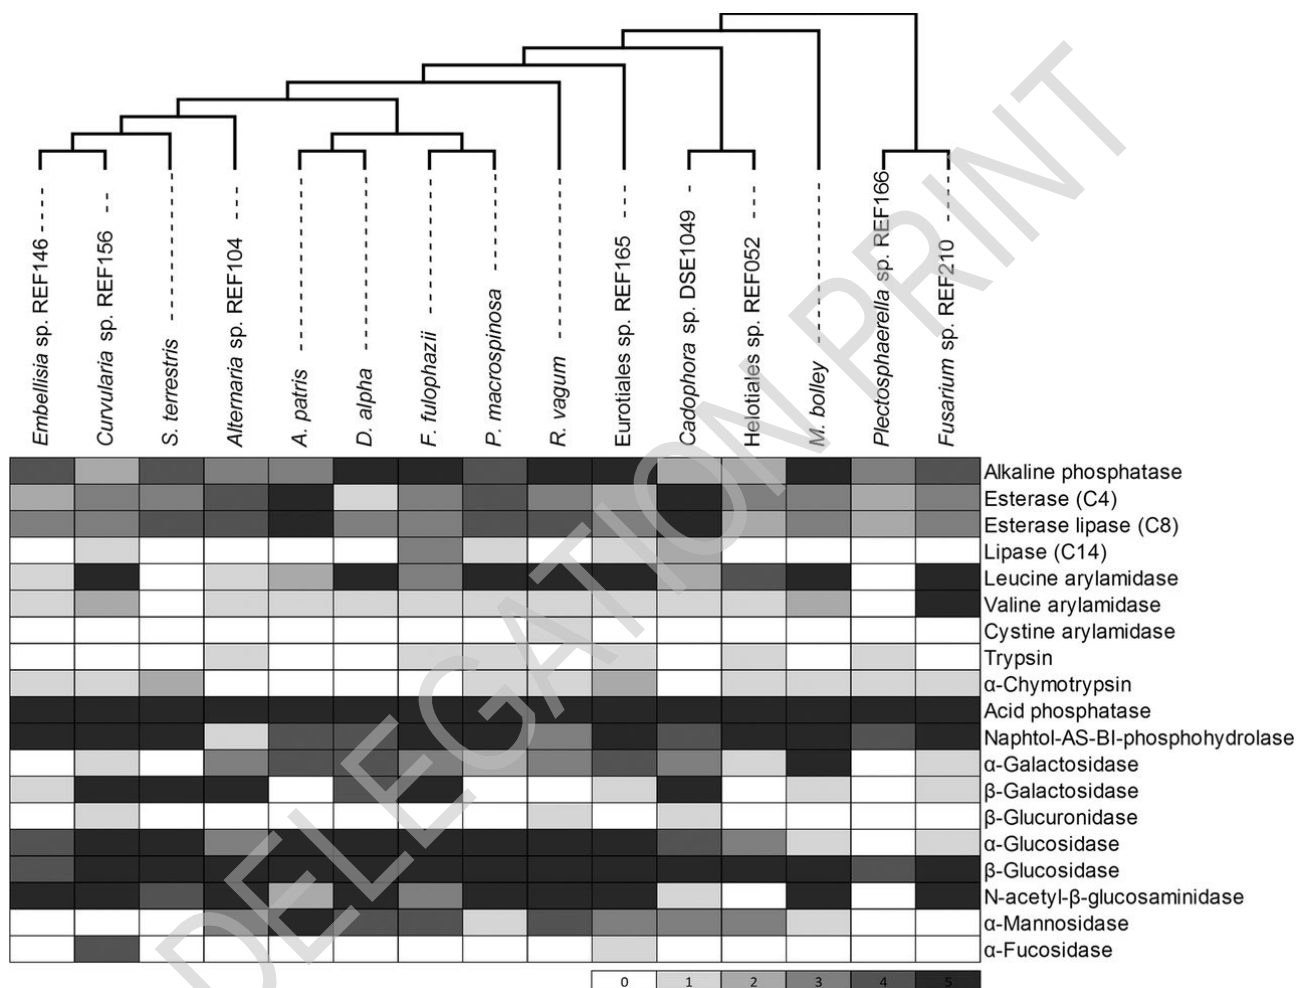 Embellisia sp. REF146
Curvularia sp. REF156
S. terrestris
Alternaria sp. REF104
A. patris
D. alpha
F. fulophazii
P. macrospinosa
R. vagum
Eurotiales sp. REF165
Cadophora sp. DSE1049
Helotiales sp. REF052
M. bolley
Plectosphaerella sp. REF166
Fusarium sp. REF210
Alkaline phosphatase
Esterase (C4)
Esterase lipase (C8)
Lipase (C14)
Leucine arylamidase
Valine arylamidase
Cystine arylamidase
Trypsin
α-Chymotrypsin
Acid phosphatase
Naphtol-AS-BI-phosphohydrolase
α-Galactosidase
β-Galactosidase
β-Glucuronidase
α-Glucosidase
β-Glucosidase
N-acetyl-β-glucosaminidase
α-Mannosidase
α-Fucosidase
0 1 2 3 4 5
DELEGATION PRINT